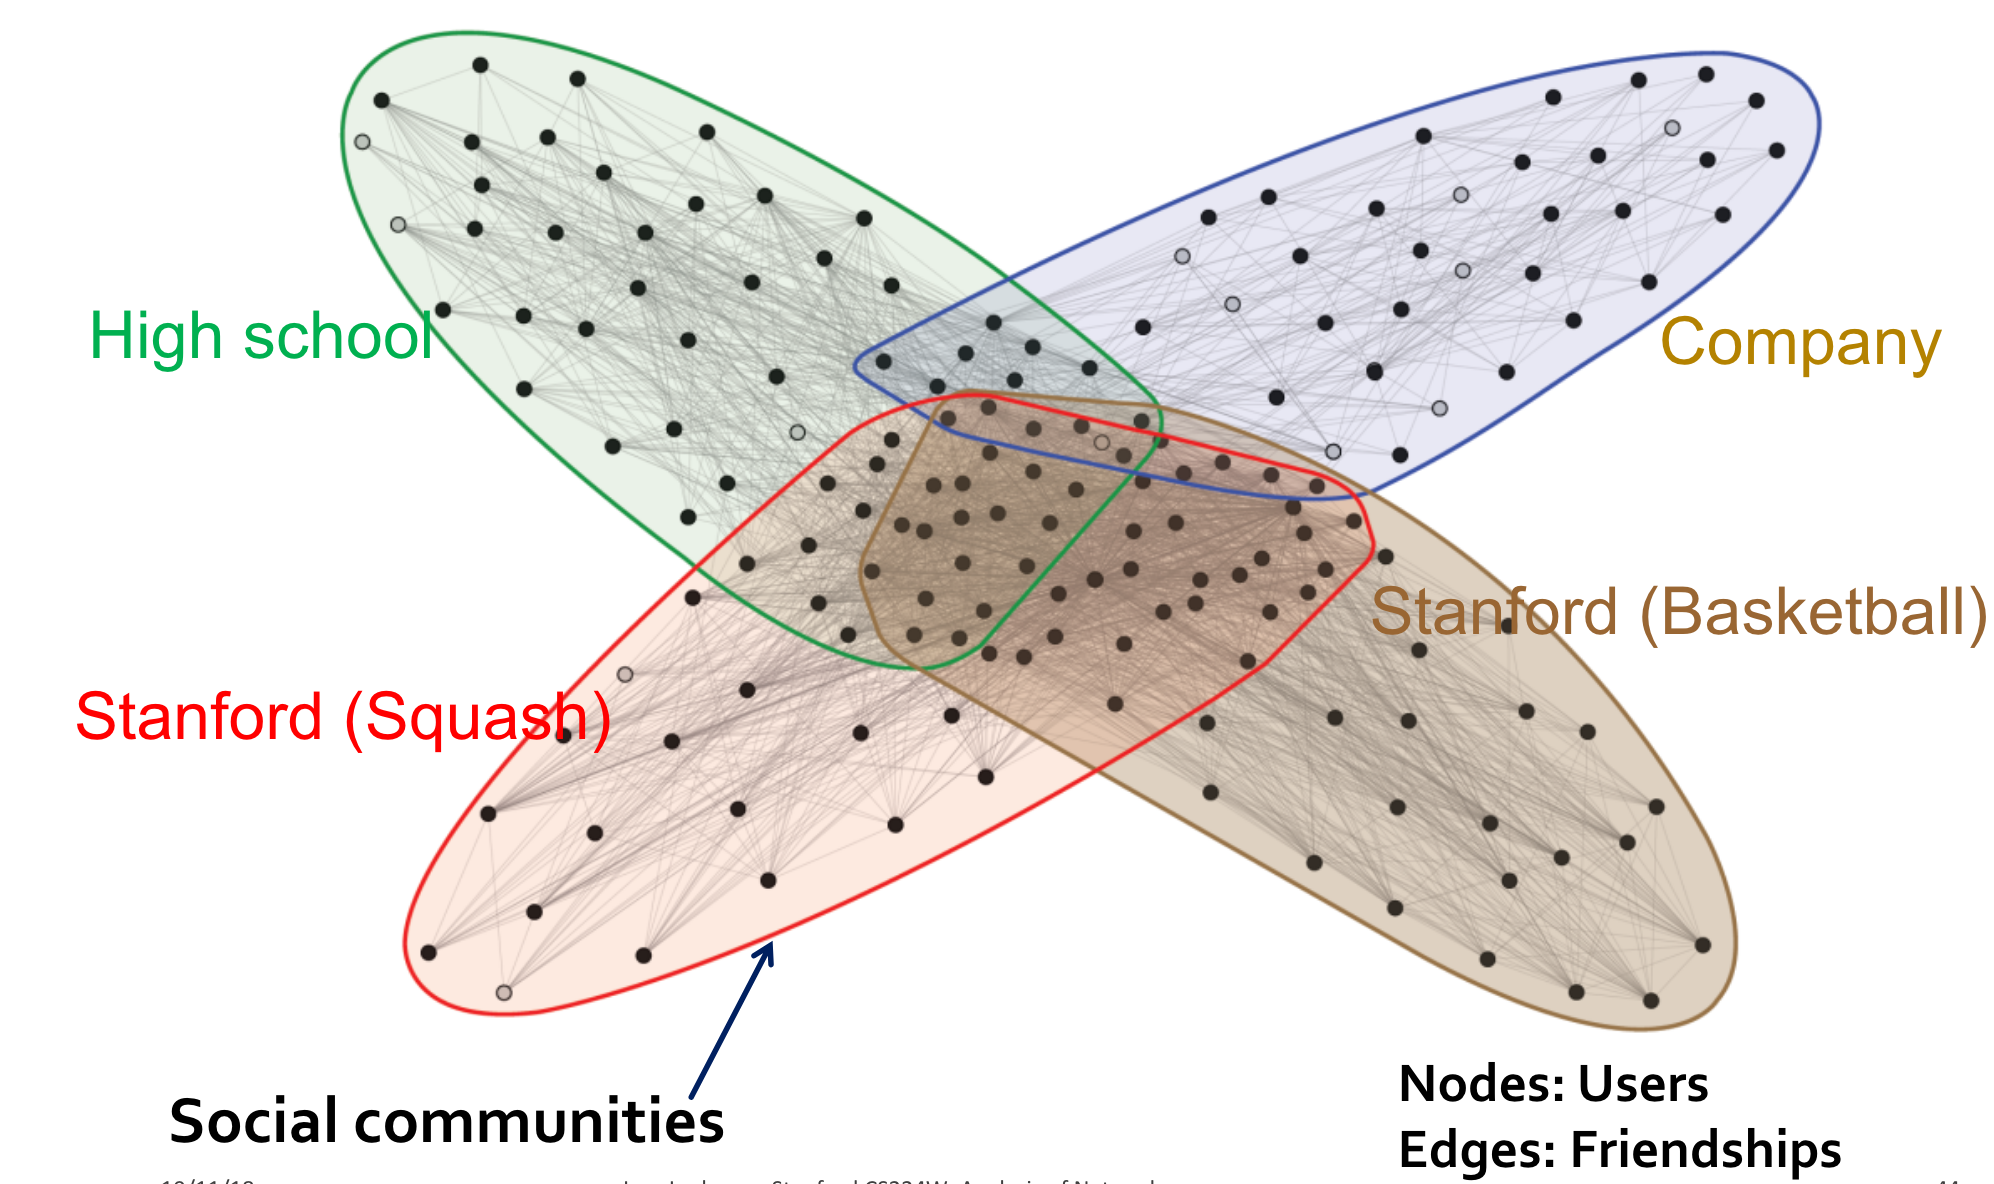 High school
Company
Stanford (Basketball)
Stanford (Squash)
Nodes: Users
Social communities
Edges: Friendships